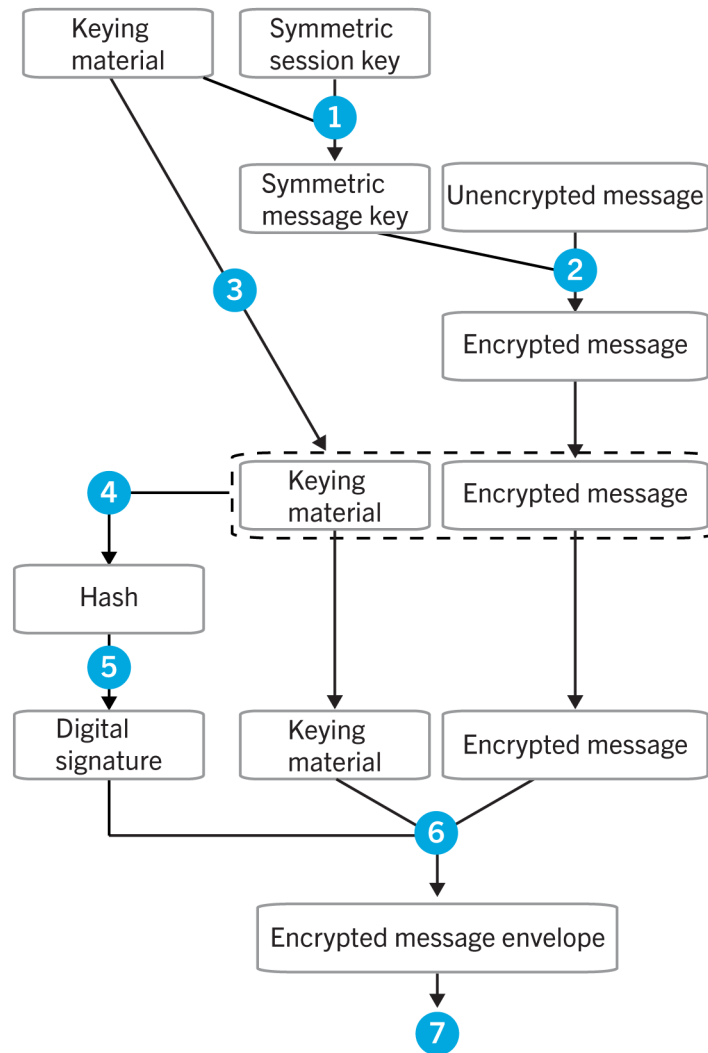 Keying
material
Symmetric
session key
1
Symmetric
message key
Unencrypted message
2
3
Encrypted message
4
Keying
material
Encrypted message
Hash
5
Digital
signature
Keying
material
Encrypted message
6
Encrypted message envelope
7